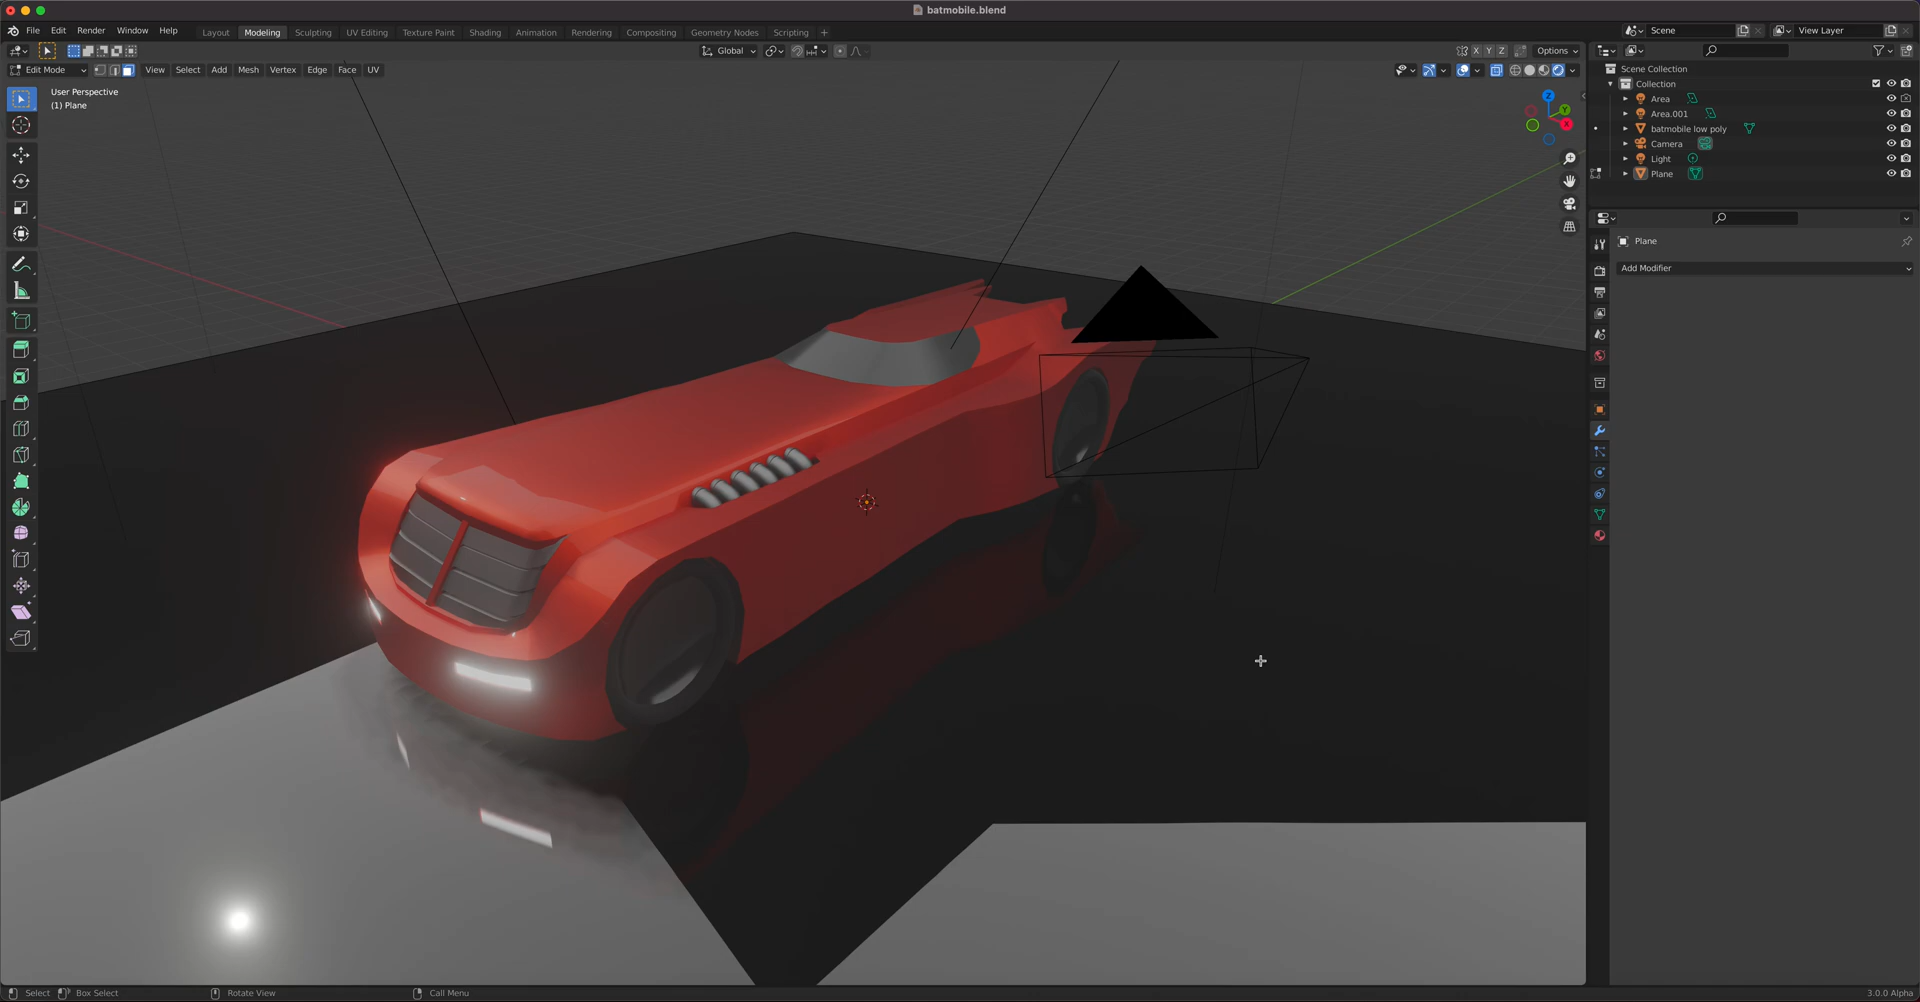 batmobile.blend
File Edit Render Window Help Layout Modeling Sculpting UV Editing Texture Paint Shading Animation Rendering Compositing Geometry Nodes Scripting + Scene View Layer
Global X Y Z Options
Edit Mode View Select Add Mesh Vertex Edge Face UV
User Perspective
(1) Plane
Z
Y
X
Scene Collection
Collection
Area
Area.001
batmobile low poly
Camera
Light
Plane
Plane
Add Modifier
Select Box Select Rotate View Call Menu 3.0.0 Alpha